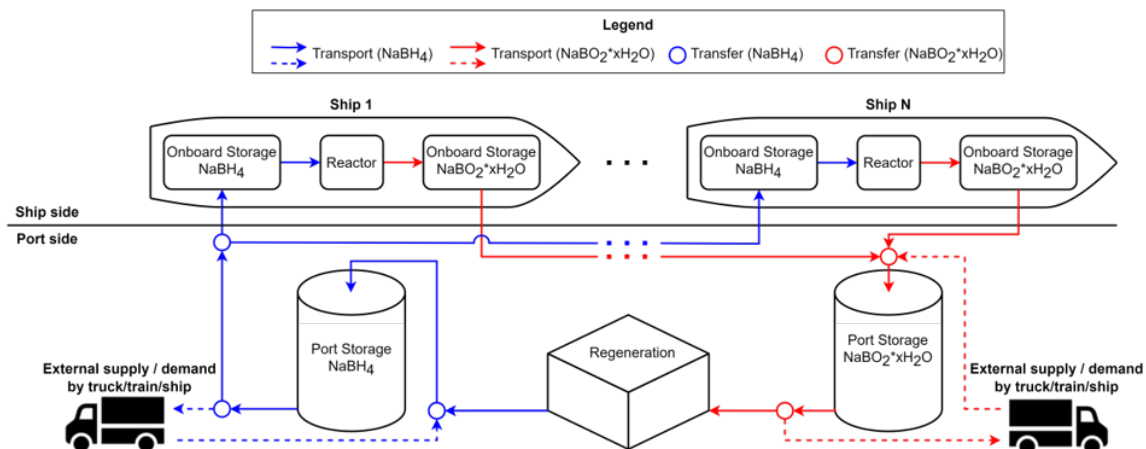 Legend
Transport (NaBH₄)
Transport (NaBO₂*xH₂O)
Transfer (NaBH₄)
Transfer (NaBO₂*xH₂O)
Ship 1
Ship N
Onboard Storage
NaBH₄
Reactor
Onboard Storage
NaBO₂*xH₂O
Onboard Storage
NaBH₄
Reactor
Onboard Storage
NaBO₂*xH₂O
Ship side
Port side
Port Storage
NaBH₄
Regeneration
Port Storage
NaBO₂*xH₂O
External supply / demand
by truck/train/ship
External supply / demand
by truck/train/ship